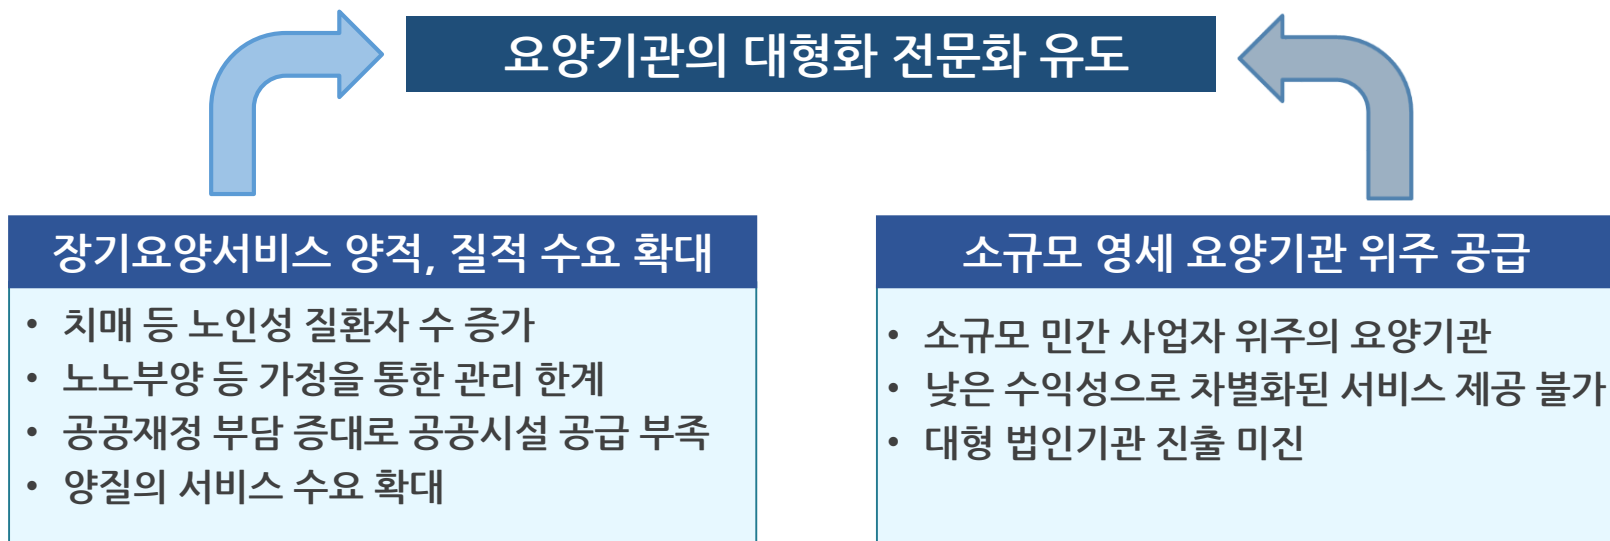 요양기관의 대형화 전문화 유도
장기요양서비스 양적, 질적 수요 확대
• 치매 등 노인성 질환자 수 증가
• 노노부양 등 가정을 통한 관리 한계
• 공공재정 부담 증대로 공공시설 공급 부족
• 양질의 서비스 수요 확대
소규모 영세 요양기관 위주 공급
• 소규모 민간 사업자 위주의 요양기관
• 낮은 수익성으로 차별화된 서비스 제공 불가
• 대형 법인기관 진출 미진